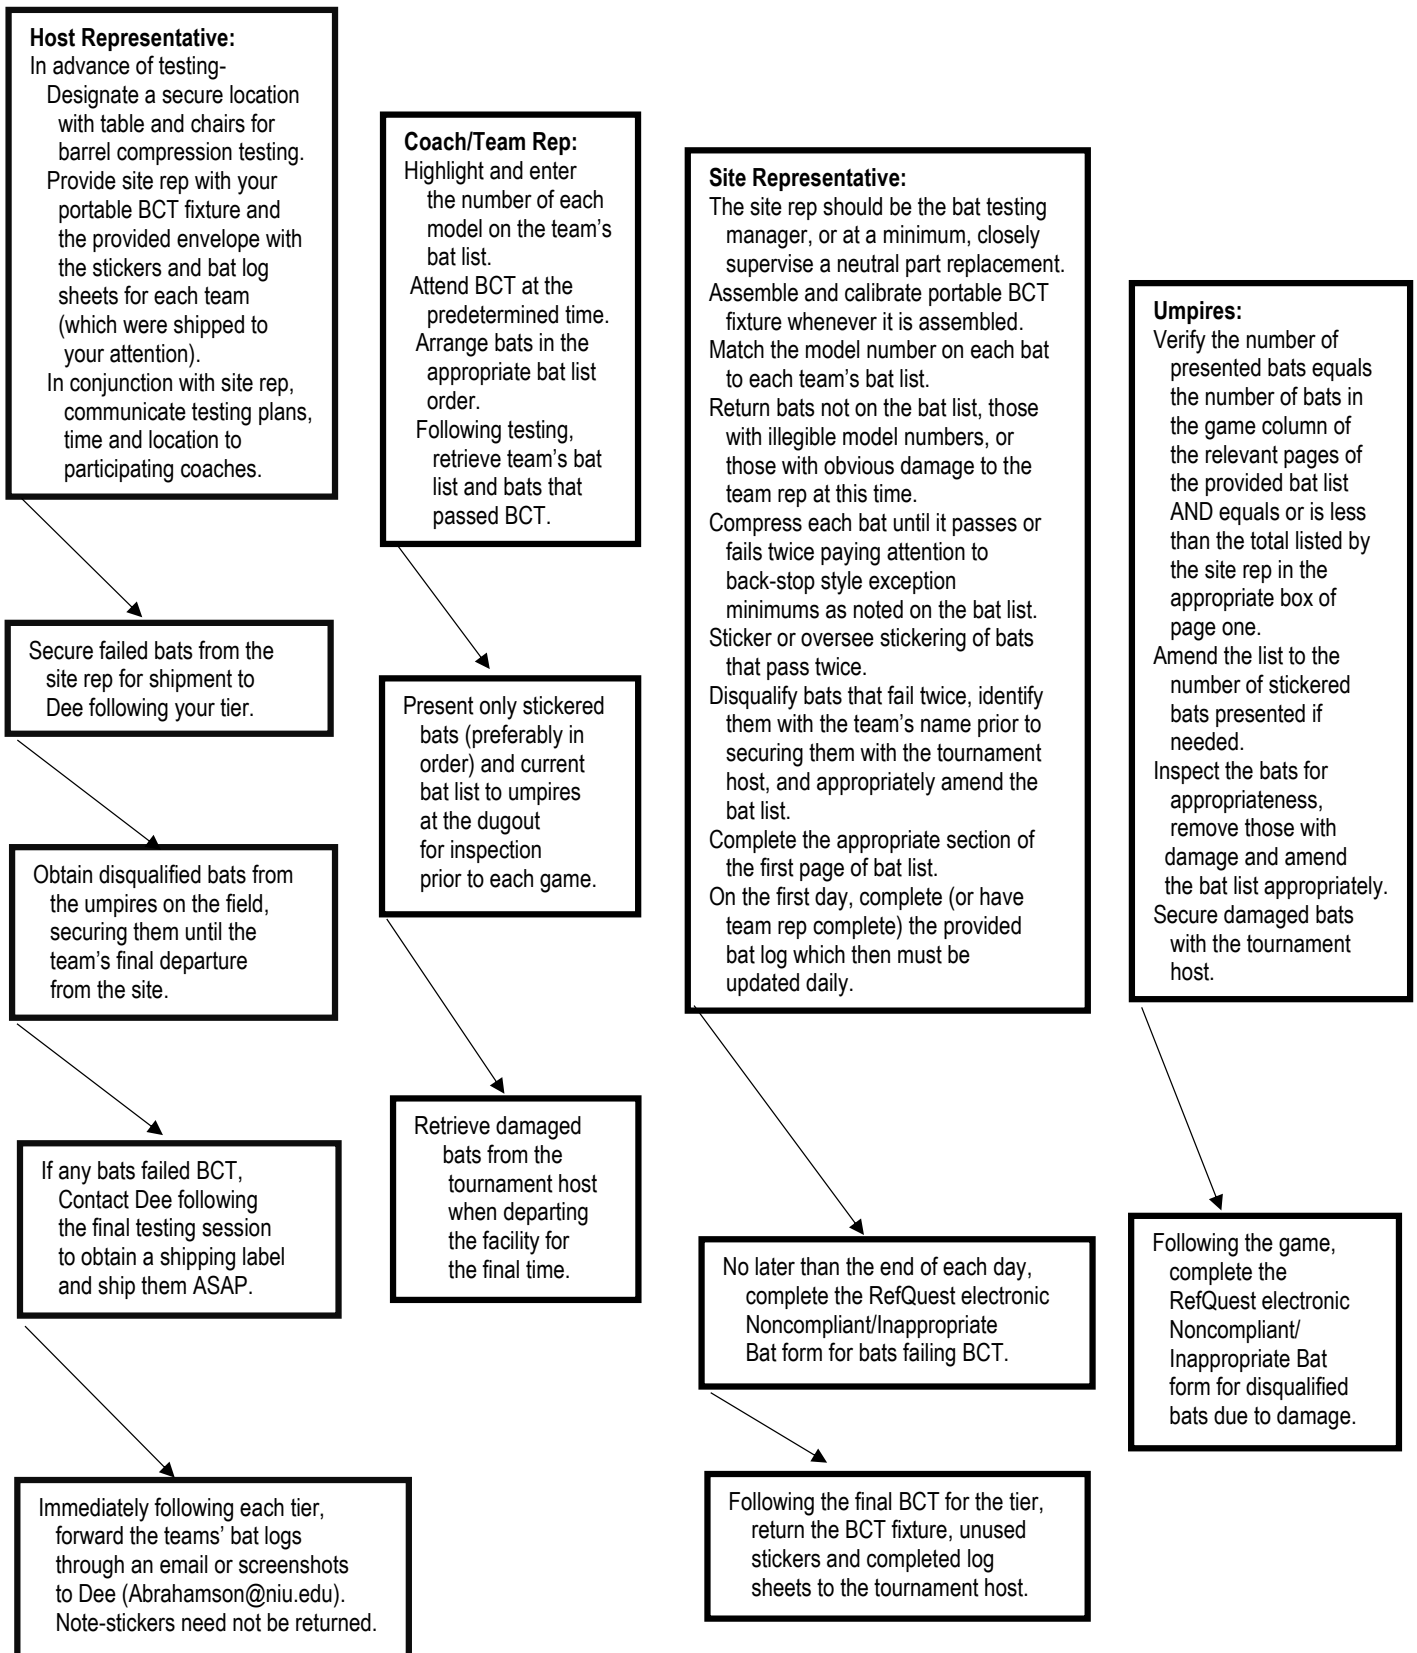 Host Representative:
In advance of testing-
Designate a secure location
with table and chairs for
barrel compression testing.
Provide site rep with your
portable BCT fixture and
the provided envelope with
the stickers and bat log
sheets for each team
(which were shipped to
your attention).
In conjunction with site rep,
communicate testing plans,
time and location to
participating coaches.
Secure failed bats from the
site rep for shipment to
Dee following your tier.
Obtain disqualified bats from
the umpires on the field,
securing them until the
team’s final departure
from the site.
If any bats failed BCT,
Contact Dee following
the final testing session
to obtain a shipping label
and ship them ASAP.
Immediately following each tier,
forward the teams’ bat logs
through an email or screenshots
to Dee (Abrahamson@niu.edu).
Note-stickers need not be returned.
Coach/Team Rep:
Highlight and enter
the number of each
model on the team’s
bat list.
Attend BCT at the
predetermined time.
Arrange bats in the
appropriate bat list
order.
Following testing,
retrieve team’s bat
list and bats that
passed BCT.
Present only stickered
bats (preferably in
order) and current
bat list to umpires
at the dugout
for inspection
prior to each game.
Retrieve damaged
bats from the
tournament host
when departing
the facility for
the final time.
Site Representative:
The site rep should be the bat testing
manager, or at a minimum, closely
supervise a neutral part replacement.
Assemble and calibrate portable BCT
fixture whenever it is assembled.
Match the model number on each bat
to each team’s bat list.
Return bats not on the bat list, those
with illegible model numbers, or
those with obvious damage to the
team rep at this time.
Compress each bat until it passes or
fails twice paying attention to
back-stop style exception
minimums as noted on the bat list.
Sticker or oversee stickering of bats
that pass twice.
Disqualify bats that fail twice, identify
them with the team’s name prior to
securing them with the tournament
host, and appropriately amend the
bat list.
Complete the appropriate section of
the first page of bat list.
On the first day, complete (or have
team rep complete) the provided
bat log which then must be
updated daily.
No later than the end of each day,
complete the RefQuest electronic
Noncompliant/Inappropriate
Bat form for bats failing BCT.
Following the final BCT for the tier,
return the BCT fixture, unused
stickers and completed log
sheets to the tournament host.
Umpires:
Verify the number of
presented bats equals
the number of bats in
the game column of
the relevant pages of
the provided bat list
AND equals or is less
than the total listed by
the site rep in the
appropriate box of
page one.
Amend the list to the
number of stickered
bats presented if
needed.
Inspect the bats for
appropriateness,
remove those with
damage and amend
the bat list appropriately.
Secure damaged bats
with the tournament
host.
Following the game,
complete the
RefQuest electronic
Noncompliant/
Inappropriate Bat
form for disqualified
bats due to damage.